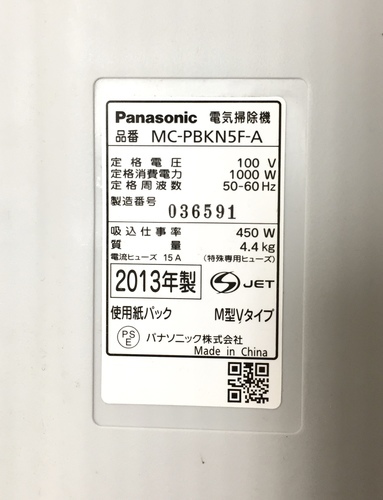 Panasonic 電気掃除機
品番 MC-PBKN5F-A
定格電圧 100 V
定格消費電力 1000 W
定格周波数 50-60Hz
製造番号
036591
吸込仕事率 450 W
質量 4.4 kg
電流ヒューズ 15A (特殊専用ヒューズ)
2013年製 S JET
使用紙パック M型Vタイプ
PSE パナソニック株式会社
Made in China